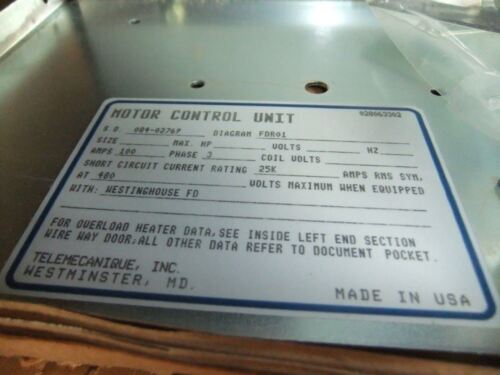 MOTOR CONTROL UNIT 020063302
S.O. 084-02769 DIAGRAM FDR01
SIZE MAX. HP VOLTS HZ
AMPS 100 PHASE 3 COIL VOLTS
SHORT CIRCUIT CURRENT RATING 25K AMPS RMS SYM.
AT 480 VOLTS MAXIMUM WHEN EQUIPPED
WITH: WESTINGHOUSE FD
FOR OVERLOAD HEATER DATA, SEE INSIDE LEFT END SECTION
WIRE WAY DOOR, ALL OTHER DATA REFER TO DOCUMENT POCKET.
TELEMECANIQUE, INC.
WESTMINSTER, MD.
MADE IN USA